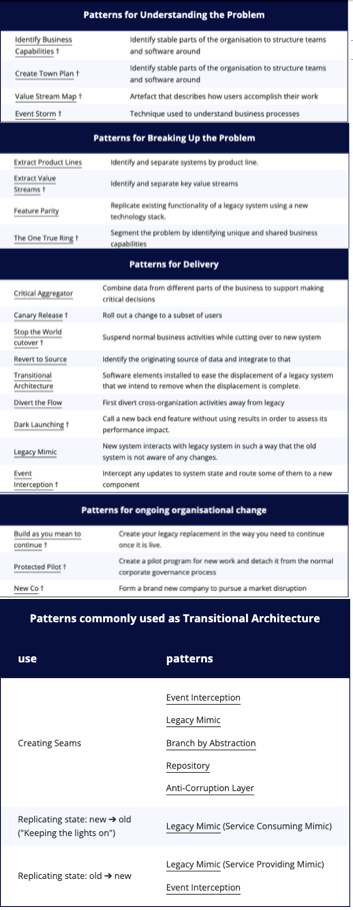 Patterns for Understanding the Problem
Identify Business Identify stable parts of the organisation to structure teams
Capabilities † and software around
Create Town Plan † Identify stable parts of the organisation to structure teams
and software around
Value Stream Map † Artefact that describes how users accomplish their work
Event Storm † Technique used to understand business processes
Patterns for Breaking Up the Problem
Extract Product Lines Identify and separate systems by product line.
Extract Value
Streams † Identify and separate key value streams
Feature Parity Replicate existing functionality of a legacy system using a new
technology stack.
The One True Ring † Segment the problem by identifying unique and shared business
capabilities
Patterns for Delivery
Critical Aggregator Combine data from different parts of the business to support making
critical decisions
Canary Release † Roll out a change to a subset of users
Stop the World
cutover † Suspend normal business activities while cutting over to new system
Revert to Source Identify the originating source of data and integrate to that
Transitional Software elements installed to ease the displacement of a legacy system
Architecture that we intend to remove when the displacement is complete.
Divert the Flow First divert cross-organization activities away from legacy
Dark Launching † Call a new back end feature without using results in order to assess its
performance impact.
Legacy Mimic New system interacts with legacy system in such a way that the old
system is not aware of any changes.
Event Intercept any updates to system state and route some of them to a new
Interception † component
Patterns for ongoing organisational change
Build as you mean to Create your legacy replacement in the way you need to continue
continue † once it is live.
Protected Pilot † Create a pilot program for new work and detach it from the normal
corporate governance process
New Co † Form a brand new company to pursue a market disruption
Patterns commonly used as Transitional Architecture
use patterns
Creating Seams
Event Interception
Legacy Mimic
Branch by Abstraction
Repository
Anti-Corruption Layer
Replicating state: new ➔ old
("Keeping the lights on")
Legacy Mimic (Service Consuming Mimic)
Replicating state: old ➔ new
Legacy Mimic (Service Providing Mimic)
Event Interception